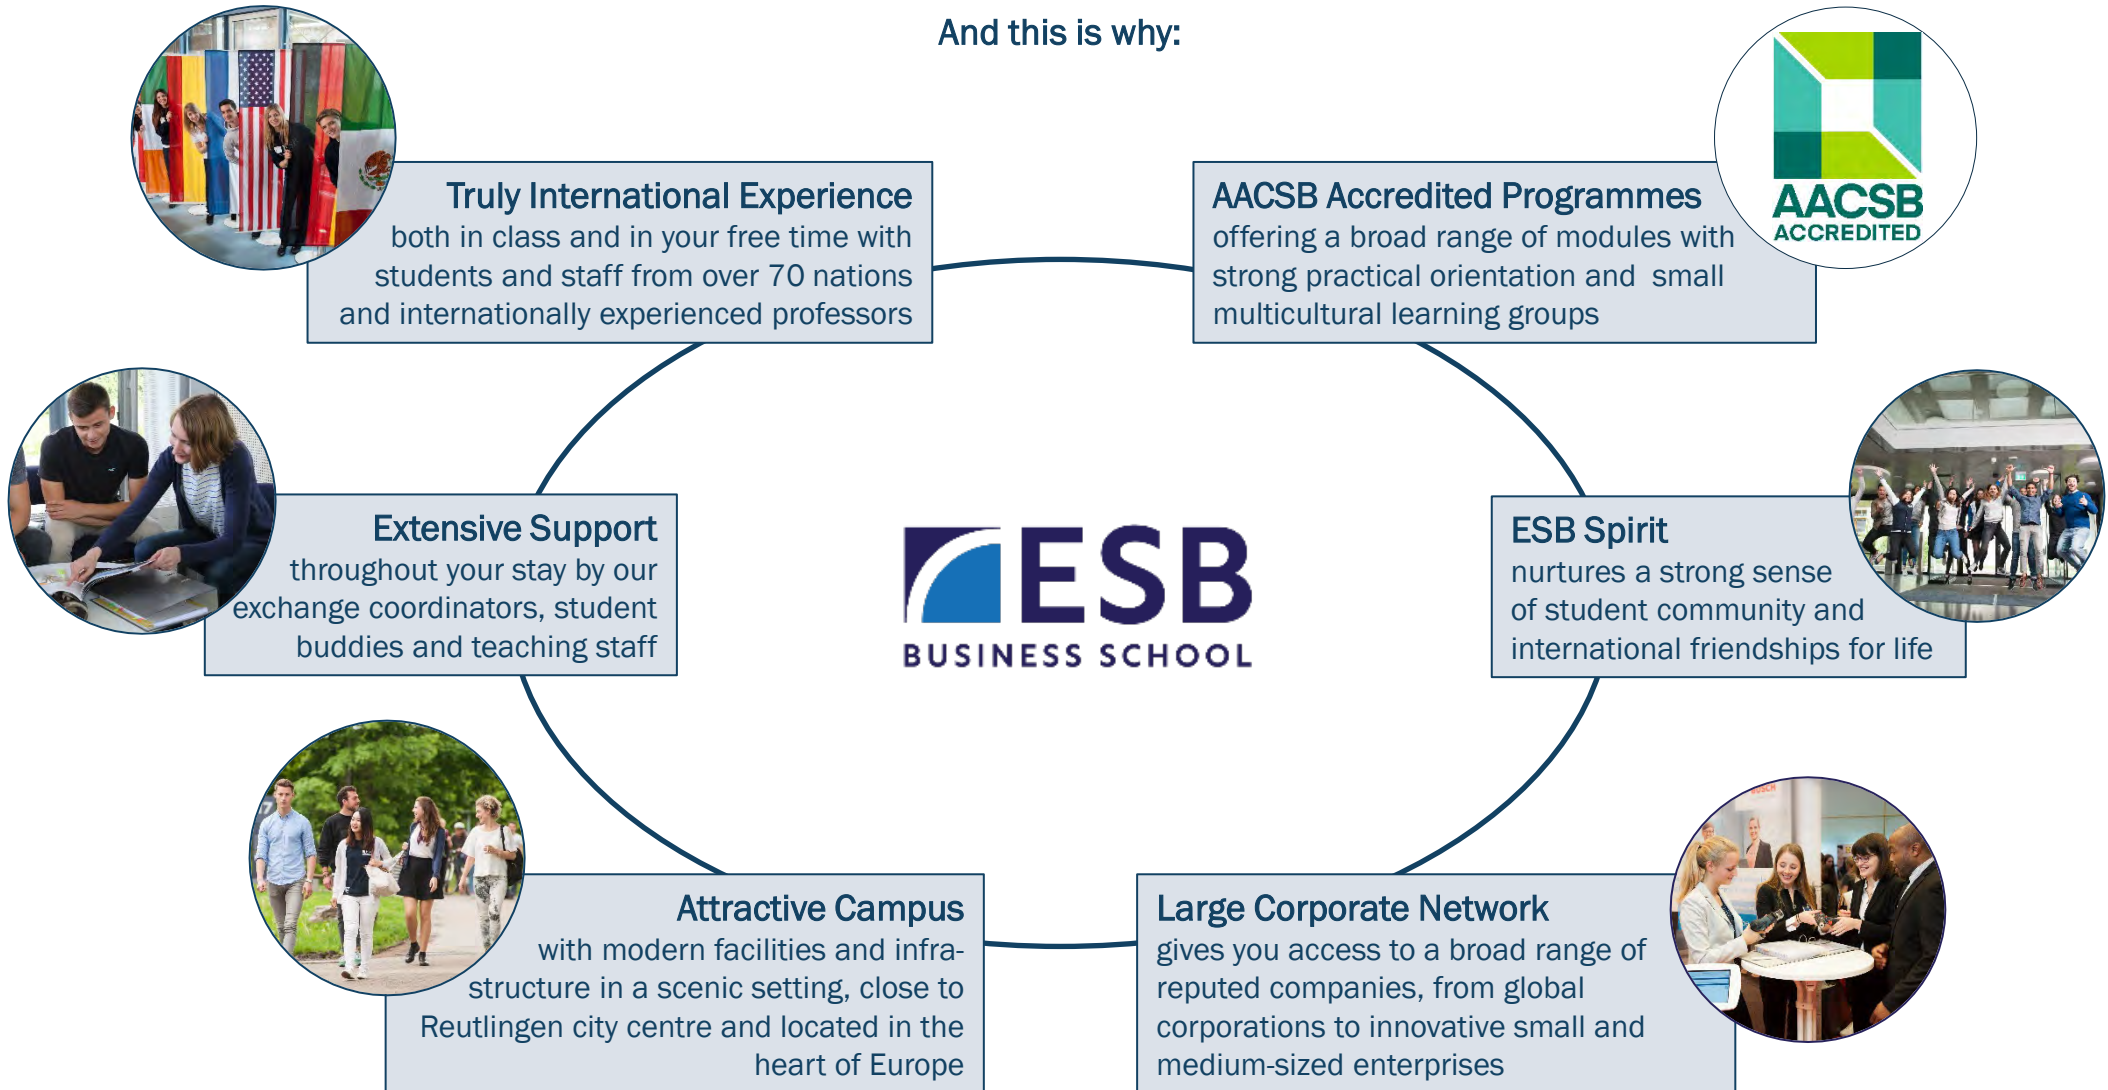 And this is why:
Truly International Experience
both in class and in your free time with
students and staff from over 70 nations
and internationally experienced professors
AACSB Accredited Programmes
offering a broad range of modules with
strong practical orientation and  small
multicultural learning groups
AACSB
ACCREDITED
Extensive Support
throughout your stay by our
exchange coordinators, student
buddies and teaching staff
ESB
BUSINESS SCHOOL
ESB Spirit
nurtures a strong sense
of student community and
international friendships for life
Attractive Campus
with modern facilities and infra-
structure in a scenic setting, close to
Reutlingen city centre and located in the
heart of Europe
Large Corporate Network
gives you access to a broad range of
reputed companies, from global
corporations to innovative small and
medium-sized enterprises